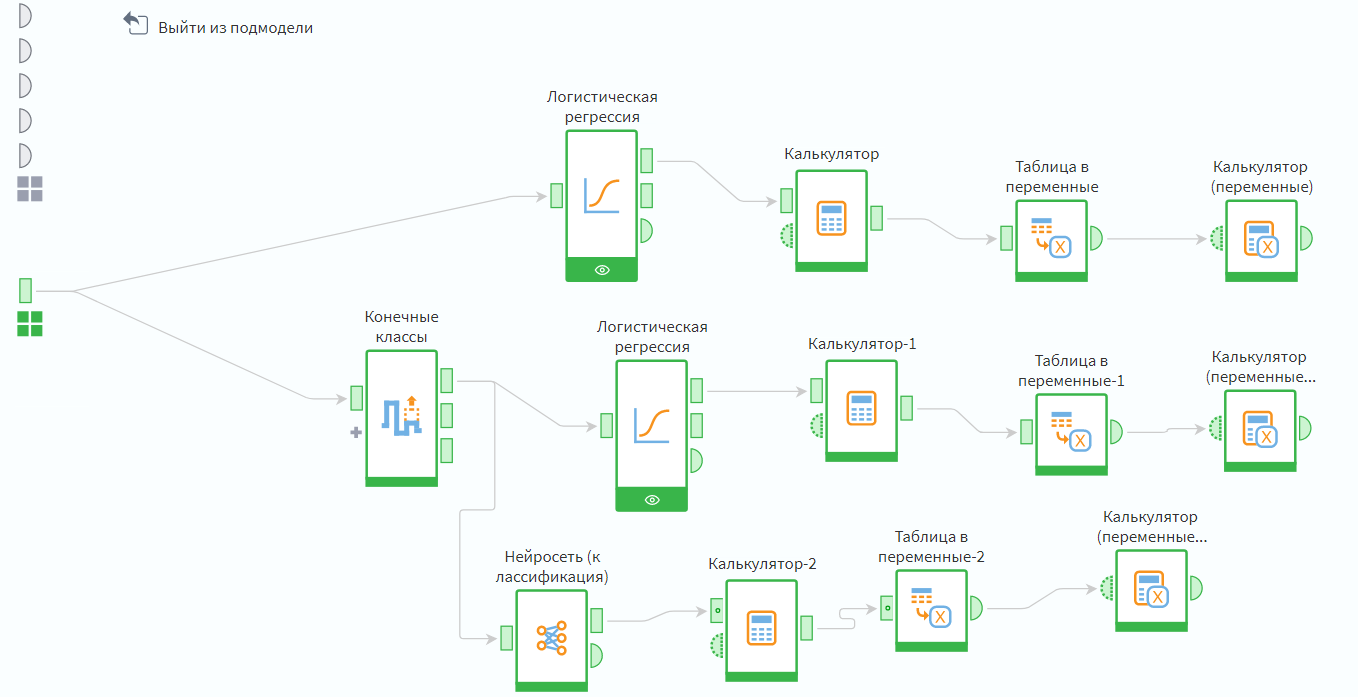 Выйти из подмодели
Логистическая
регрессия
Калькулятор
Таблица в
переменные
Калькулятор
(переменные)
Конечные
классы
Логистическая
регрессия
Калькулятор-1
Таблица в
переменные-1
Калькулятор
(переменные...
Нейросеть (к
лассификация)
Калькулятор-2
Таблица в
переменные-2
Калькулятор
(переменные...